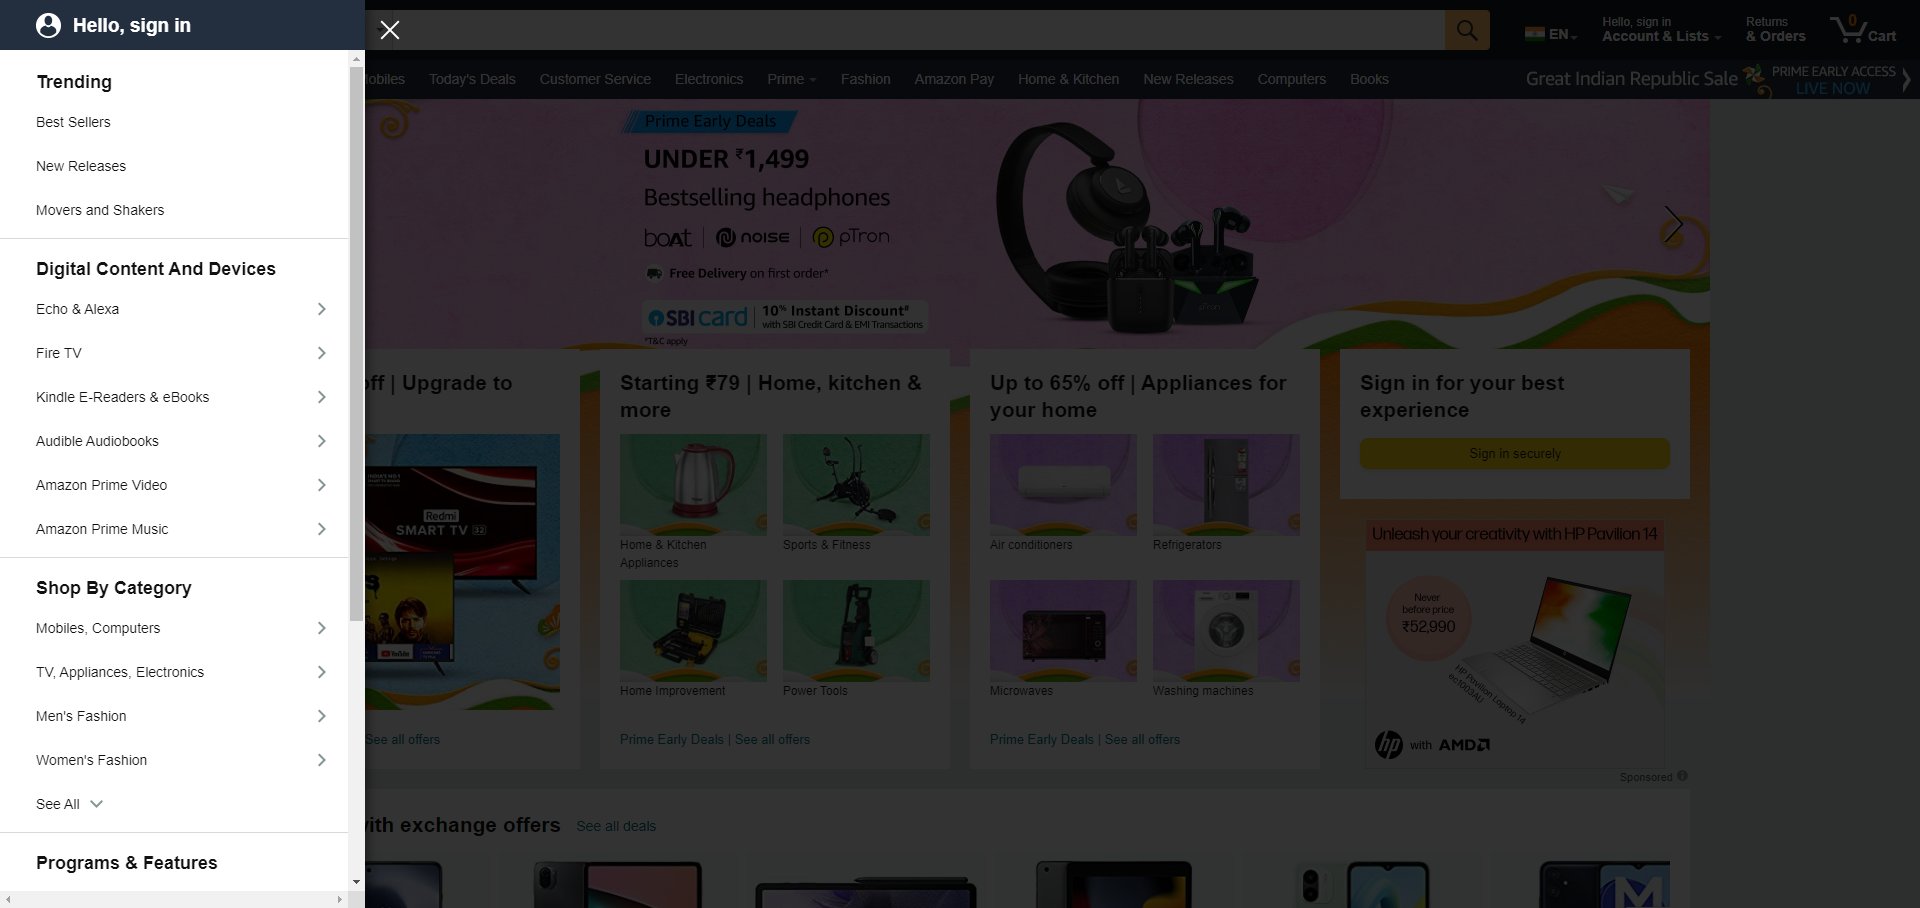 Hello, sign in
EN
Hello, sign in
Account & Lists
Returns
& Orders
0
Cart
Mobiles
Today's Deals
Customer Service
Electronics
Prime
Fashion
Amazon Pay
Home & Kitchen
New Releases
Computers
Books
Great Indian Republic Sale
PRIME EARLY ACCESS
LIVE NOW
Trending
Best Sellers
New Releases
Movers and Shakers
Digital Content And Devices
Echo & Alexa
Fire TV
Kindle E-Readers & eBooks
Audible Audiobooks
Amazon Prime Video
Amazon Prime Music
Shop By Category
Mobiles, Computers
TV, Appliances, Electronics
Men's Fashion
Women's Fashion
See All
Programs & Features
Prime Early Deals
UNDER ₹1,499
Bestselling headphones
boAt
noise
pTron
Free Delivery on first order*
SBI card
10% Instant Discount#
with SBI Credit Card & EMI Transactions
*T&C apply
off | Upgrade to
Redmi
SMART TV 32
YouTube
See all offers
Starting ₹79 | Home, kitchen &
more
Home & Kitchen
Appliances
Sports & Fitness
Home Improvement
Power Tools
Prime Early Deals | See all offers
Up to 65% off | Appliances for
your home
Air conditioners
Refrigerators
Microwaves
Washing machines
Prime Early Deals | See all offers
Sign in for your best
experience
Sign in securely
Unleash your creativity with HP Pavilion 14
Never
before price
₹52,990
HP Pavilion Laptop 14
ec1003AU
hp with AMD
Sponsored
with exchange offers
See all deals